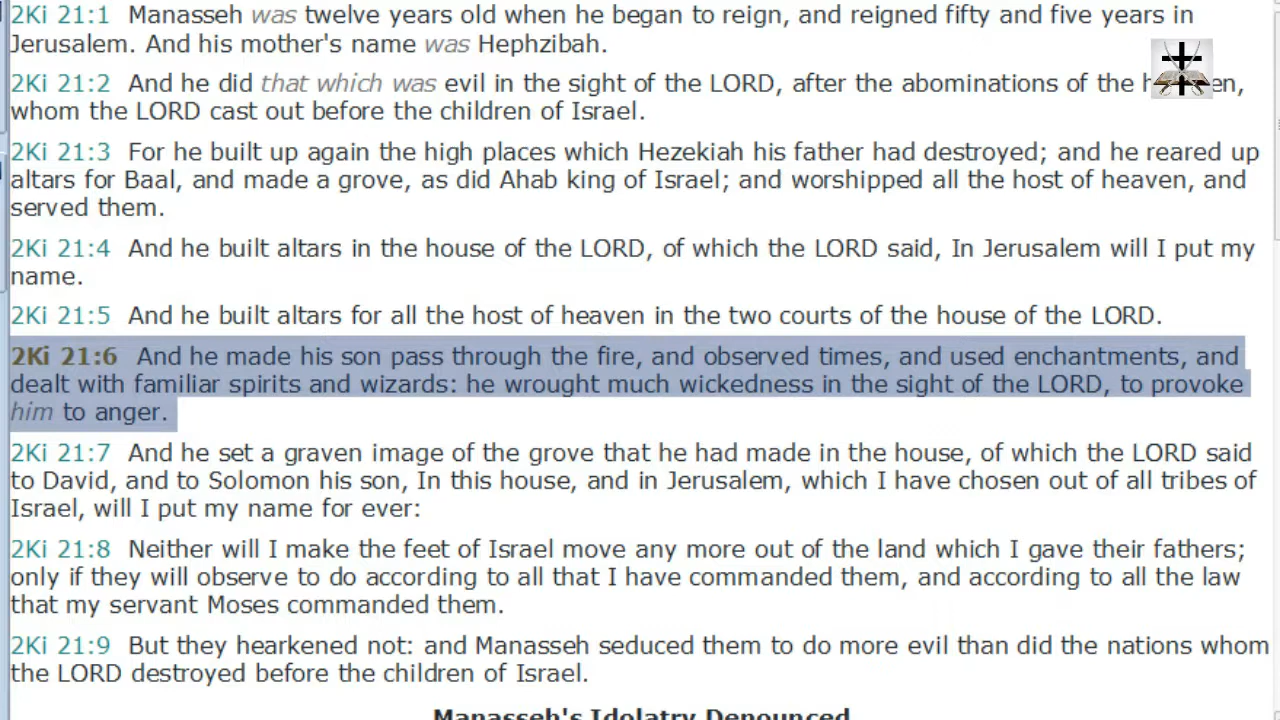 2Ki 21:1 Manasseh was twelve years old when he began to reign, and reigned fifty and five years in
Jerusalem. And his mother's name was Hephzibah.
2Ki 21:2 And he did that which was evil in the sight of the LORD, after the abominations of the h en,
whom the LORD cast out before the children of Israel.
2Ki 21:3 For he built up again the high places which Hezekiah his father had destroyed; and he reared up
altars for Baal, and made a grove, as did Ahab king of Israel; and worshipped all the host of heaven, and
served them.
2Ki 21:4 And he built altars in the house of the LORD, of which the LORD said, In Jerusalem will I put my
name.
2Ki 21:5 And he built altars for all the host of heaven in the two courts of the house of the LORD.
2Ki 21:6 And he made his son pass through the fire, and observed times, and used enchantments, and
dealt with familiar spirits and wizards: he wrought much wickedness in the sight of the LORD, to provoke
him to anger.
2Ki 21:7 And he set a graven image of the grove that he had made in the house, of which the LORD said
to David, and to Solomon his son, In this house, and in Jerusalem, which I have chosen out of all tribes of
Israel, will I put my name for ever:
2Ki 21:8 Neither will I make the feet of Israel move any more out of the land which I gave their fathers;
only if they will observe to do according to all that I have commanded them, and according to all the law
that my servant Moses commanded them.
2Ki 21:9 But they hearkened not: and Manasseh seduced them to do more evil than did the nations whom
the LORD destroyed before the children of Israel.
Manasseh's Idolatry Denounced